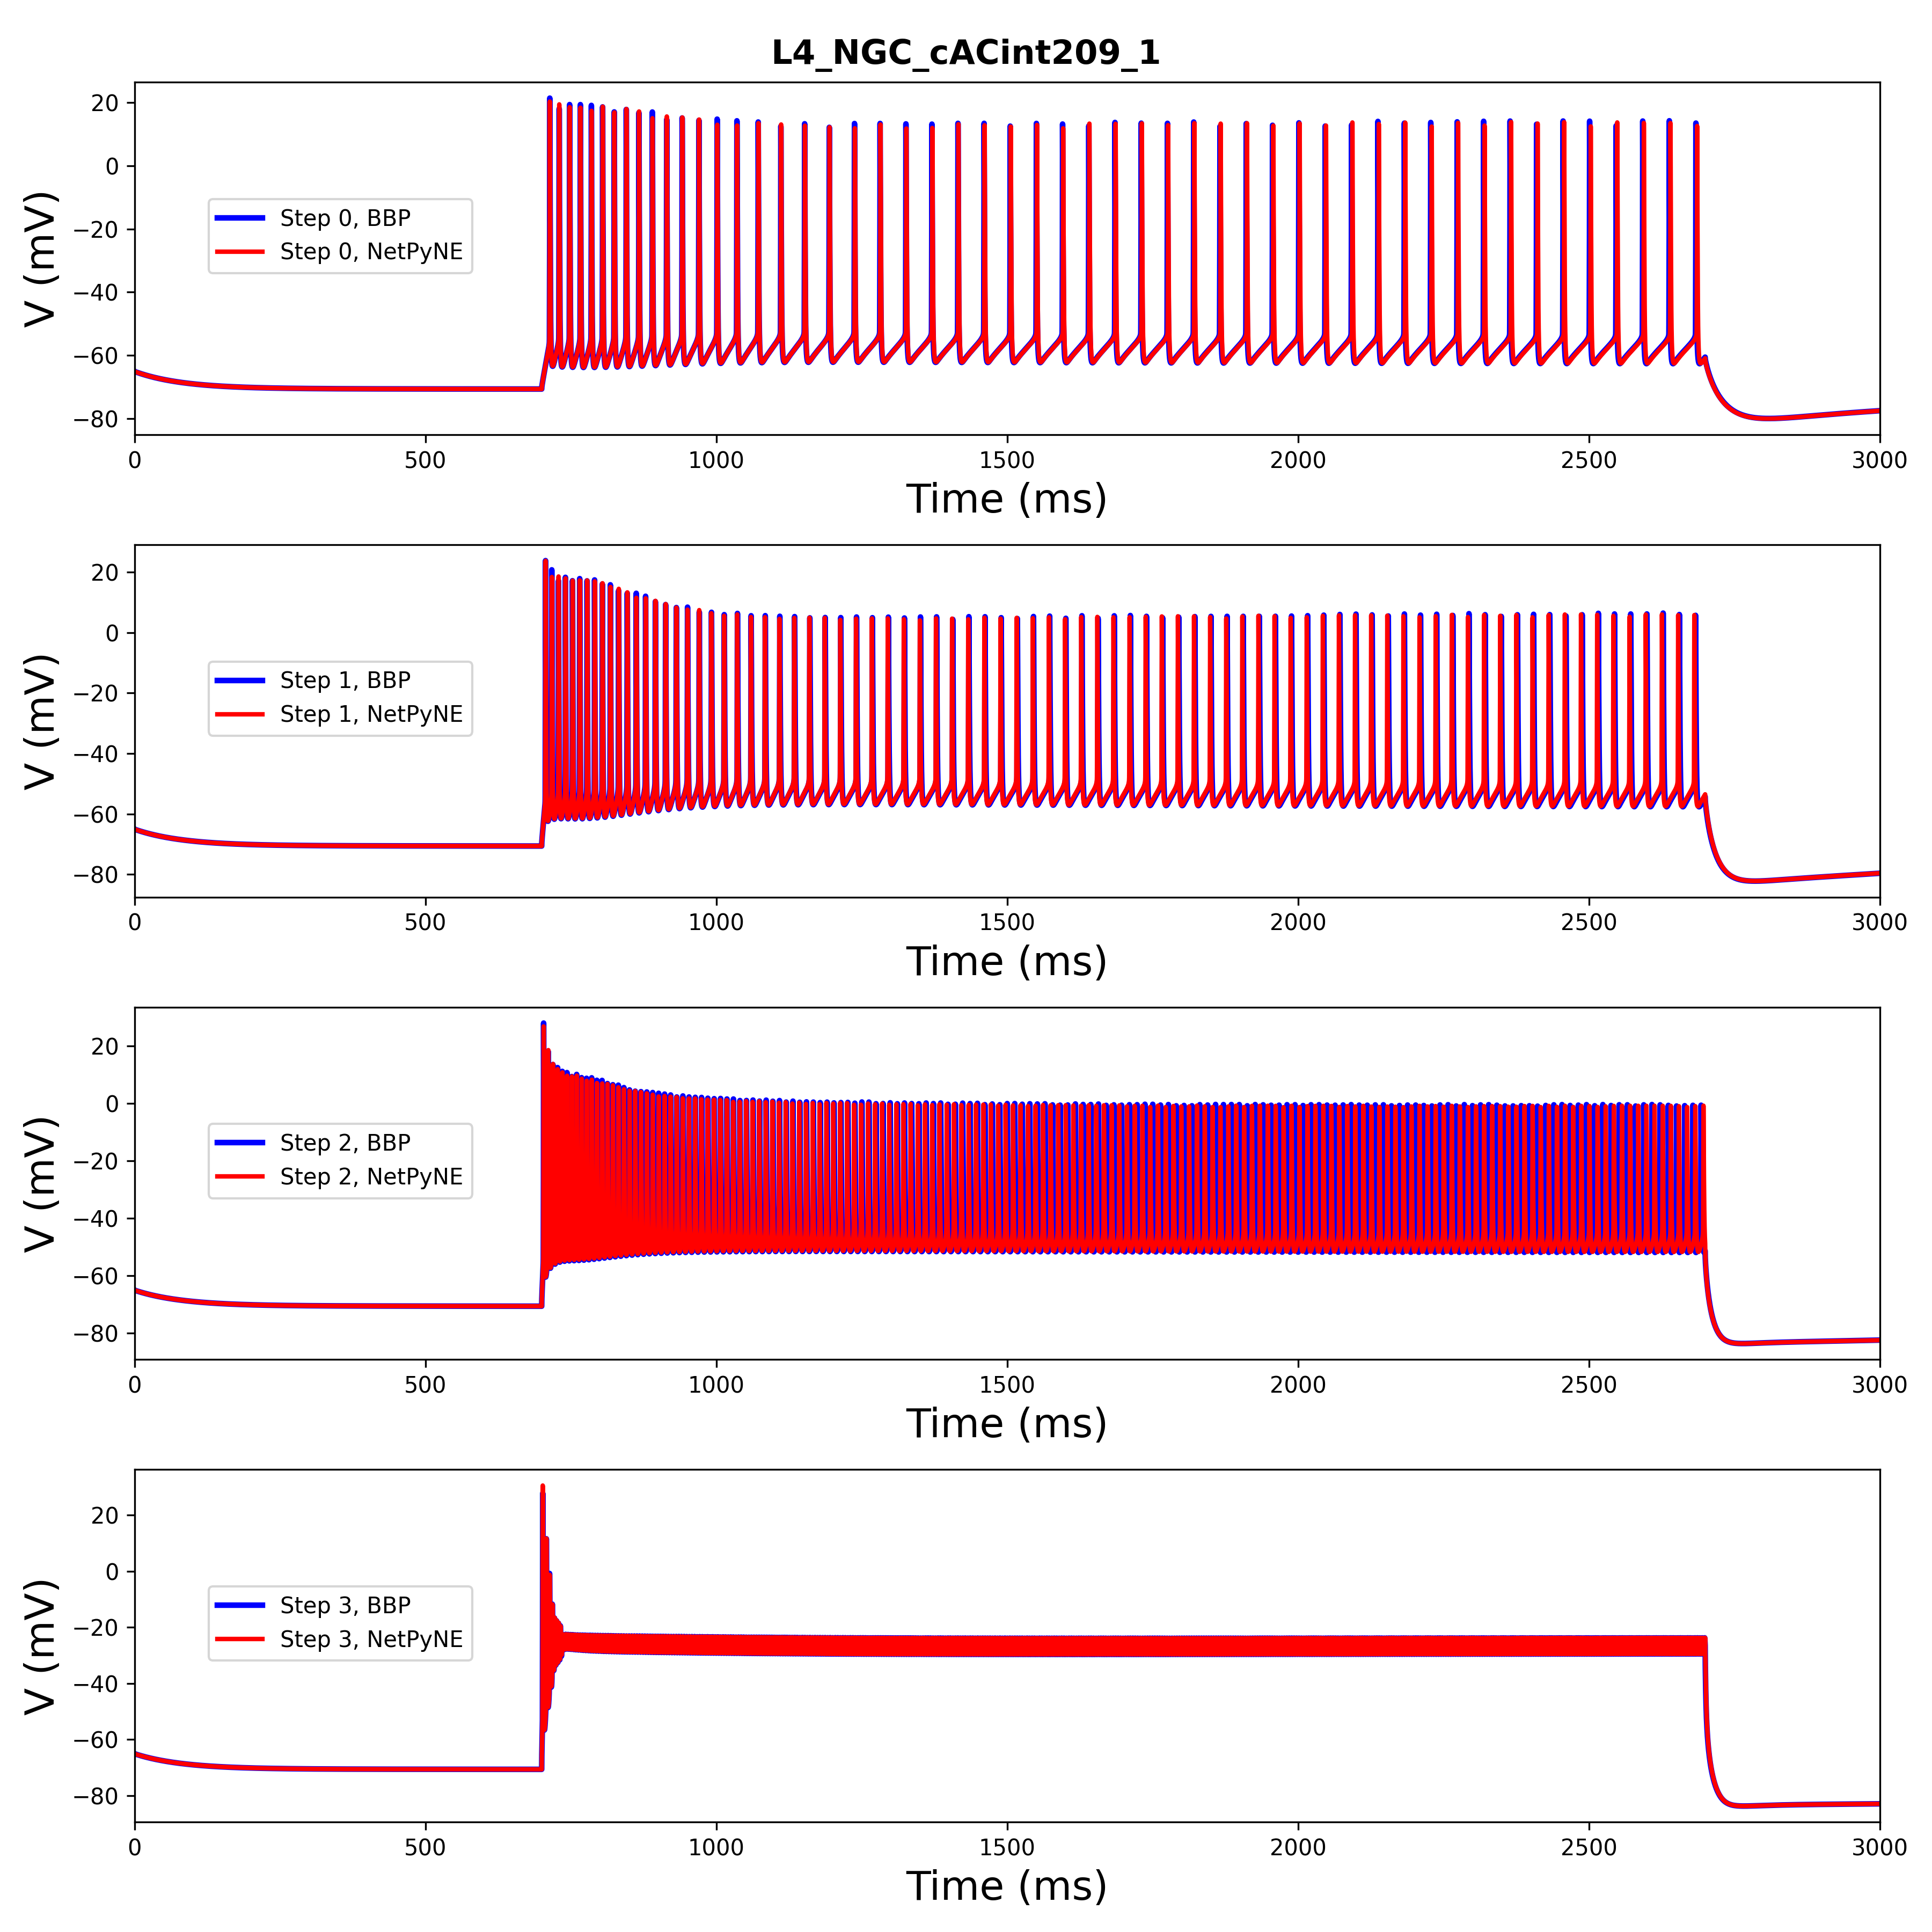 L4_NGC_cACint209_1
20
0
−20
−40
−60
−80
V (mV)
Step 0, BBP
Step 0, NetPyNE
0 500 1000 1500 2000 2500 3000
Time (ms)
20
0
−20
−40
−60
−80
V (mV)
Step 1, BBP
Step 1, NetPyNE
0 500 1000 1500 2000 2500 3000
Time (ms)
20
0
−20
−40
−60
−80
V (mV)
Step 2, BBP
Step 2, NetPyNE
0 500 1000 1500 2000 2500 3000
Time (ms)
20
0
−20
−40
−60
−80
V (mV)
Step 3, BBP
Step 3, NetPyNE
0 500 1000 1500 2000 2500 3000
Time (ms)